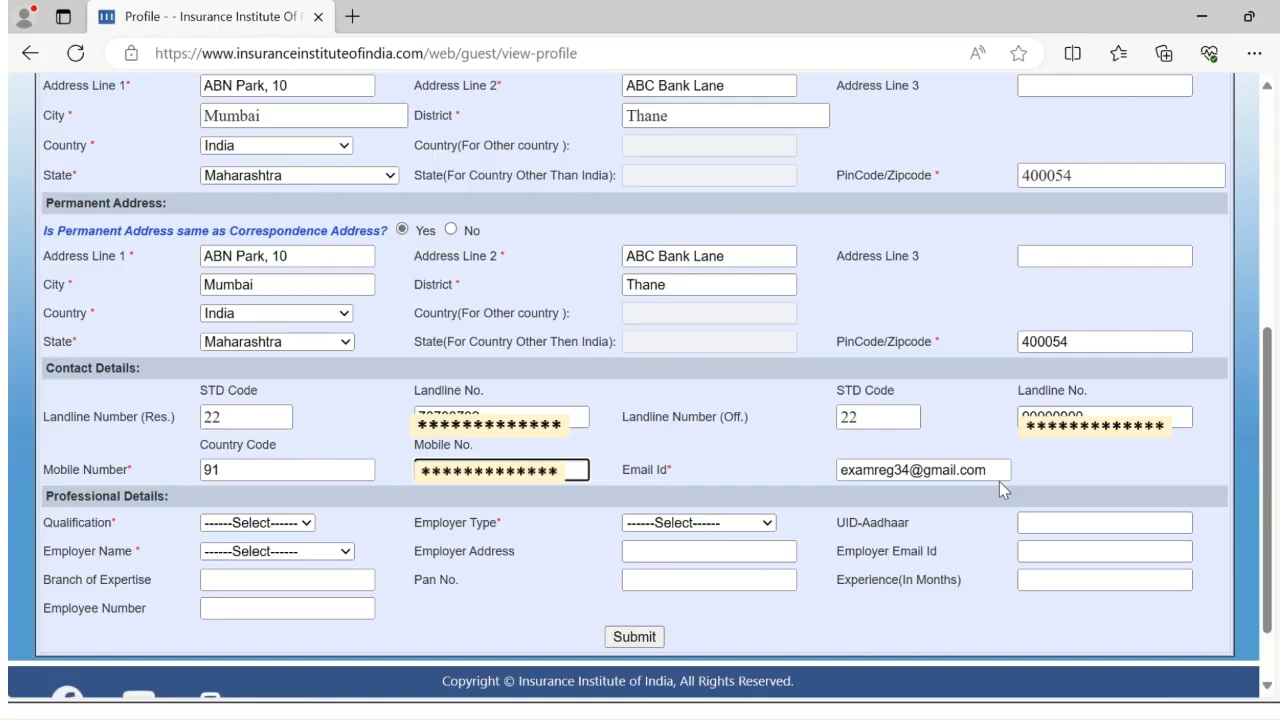 Profile - - Insurance Institute Of
https://www.insuranceinstituteofindia.com/web/guest/view-profile
Address Line 1* ABN Park, 10 Address Line 2* ABC Bank Lane Address Line 3
City * Mumbai District * Thane
Country * India Country(For Other country ):
State* Maharashtra State(For Country Other Than India): PinCode/Zipcode * 400054
Permanent Address:
Is Permanent Address same as Correspondence Address? Yes No
Address Line 1 * ABN Park, 10 Address Line 2 * ABC Bank Lane Address Line 3
City * Mumbai District * Thane
Country * India Country(For Other country ):
State* Maharashtra State(For Country Other Then India): PinCode/Zipcode * 400054
Contact Details:
STD Code Landline No. STD Code Landline No.
Landline Number (Res.) 22 ************* Landline Number (Off.) 22 *************
Country Code Mobile No.
Mobile Number* 91 ************* Email Id* examreg34@gmail.com
Professional Details:
Qualification* ------Select------ Employer Type* ------Select------ UID-Aadhaar
Employer Name * ------Select------ Employer Address Employer Email Id
Branch of Expertise Pan No. Experience(In Months)
Employee Number
Submit
Copyright © Insurance Institute of India, All Rights Reserved.